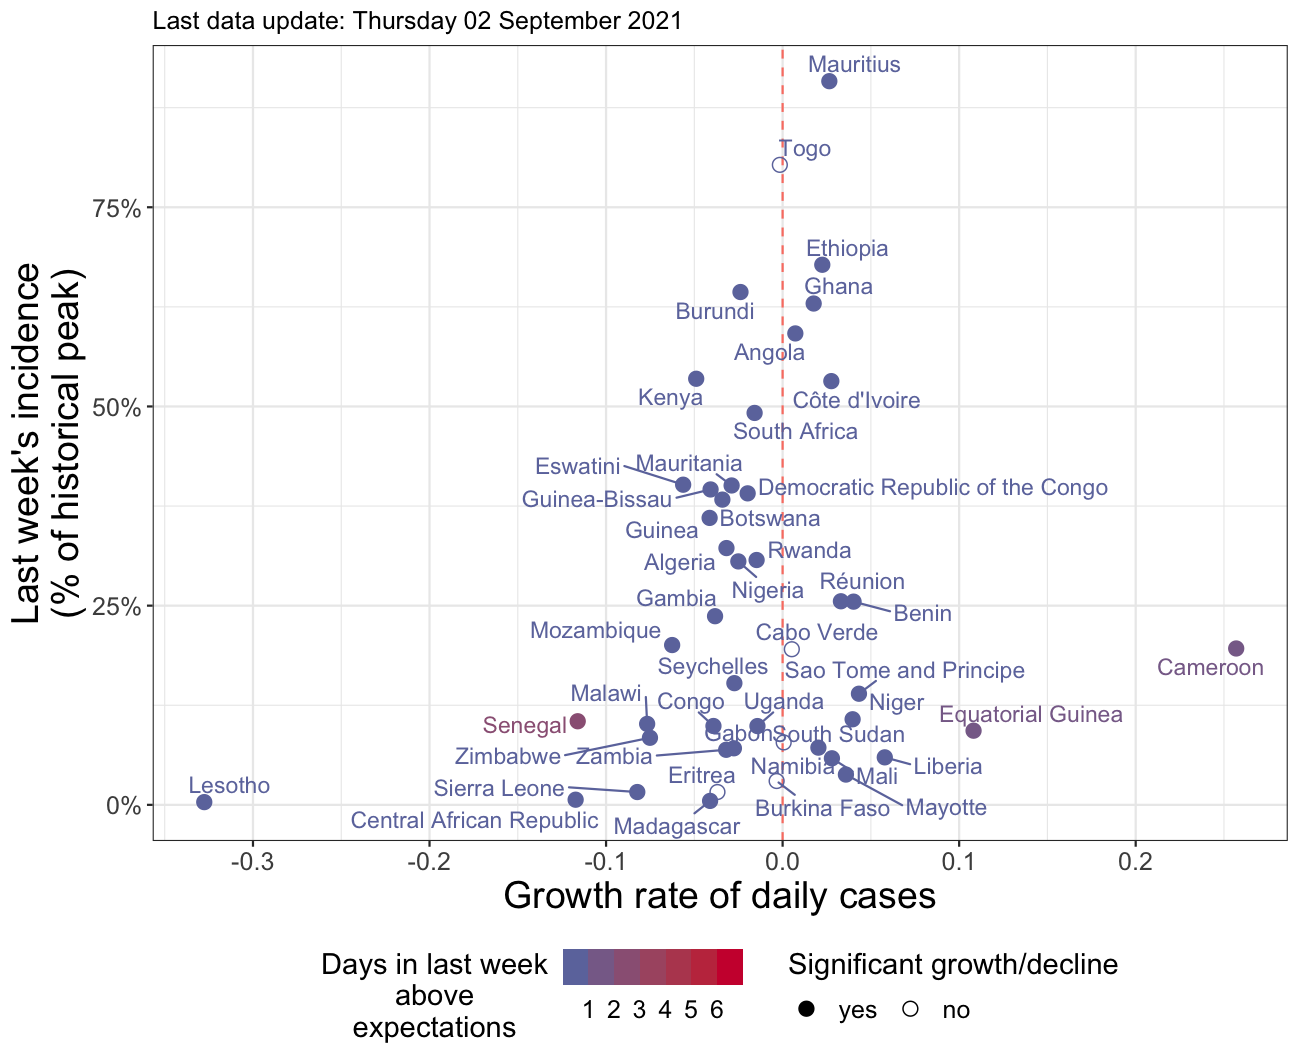 Last data update: Thursday 02 September 2021
Last week's incidence
(% of historical peak)
75%
50%
25%
0%
Mauritius
Togo
Ethiopia
Ghana
Burundi
Angola
Kenya
Côte d'Ivoire
South Africa
Eswatini
Mauritania
Guinea-Bissau
Democratic Republic of the Congo
Guinea
Botswana
Algeria
Rwanda
Nigeria
Réunion
Gambia
Benin
Mozambique
Cabo Verde
Seychelles
Sao Tome and Principe
Cameroon
Malawi
Congo
Uganda
Niger
Senegal
Equatorial Guinea
Gabon
South Sudan
Zimbabwe
Zambia
Namibia
Mali
Liberia
Eritrea
Lesotho
Sierra Leone
Burkina Faso
Mayotte
Central African Republic
Madagascar
-0.3
-0.2
-0.1
0.0
0.1
0.2
Growth rate of daily cases
Days in last week
above
expectations
1 2 3 4 5 6
Significant growth/decline
yes
no